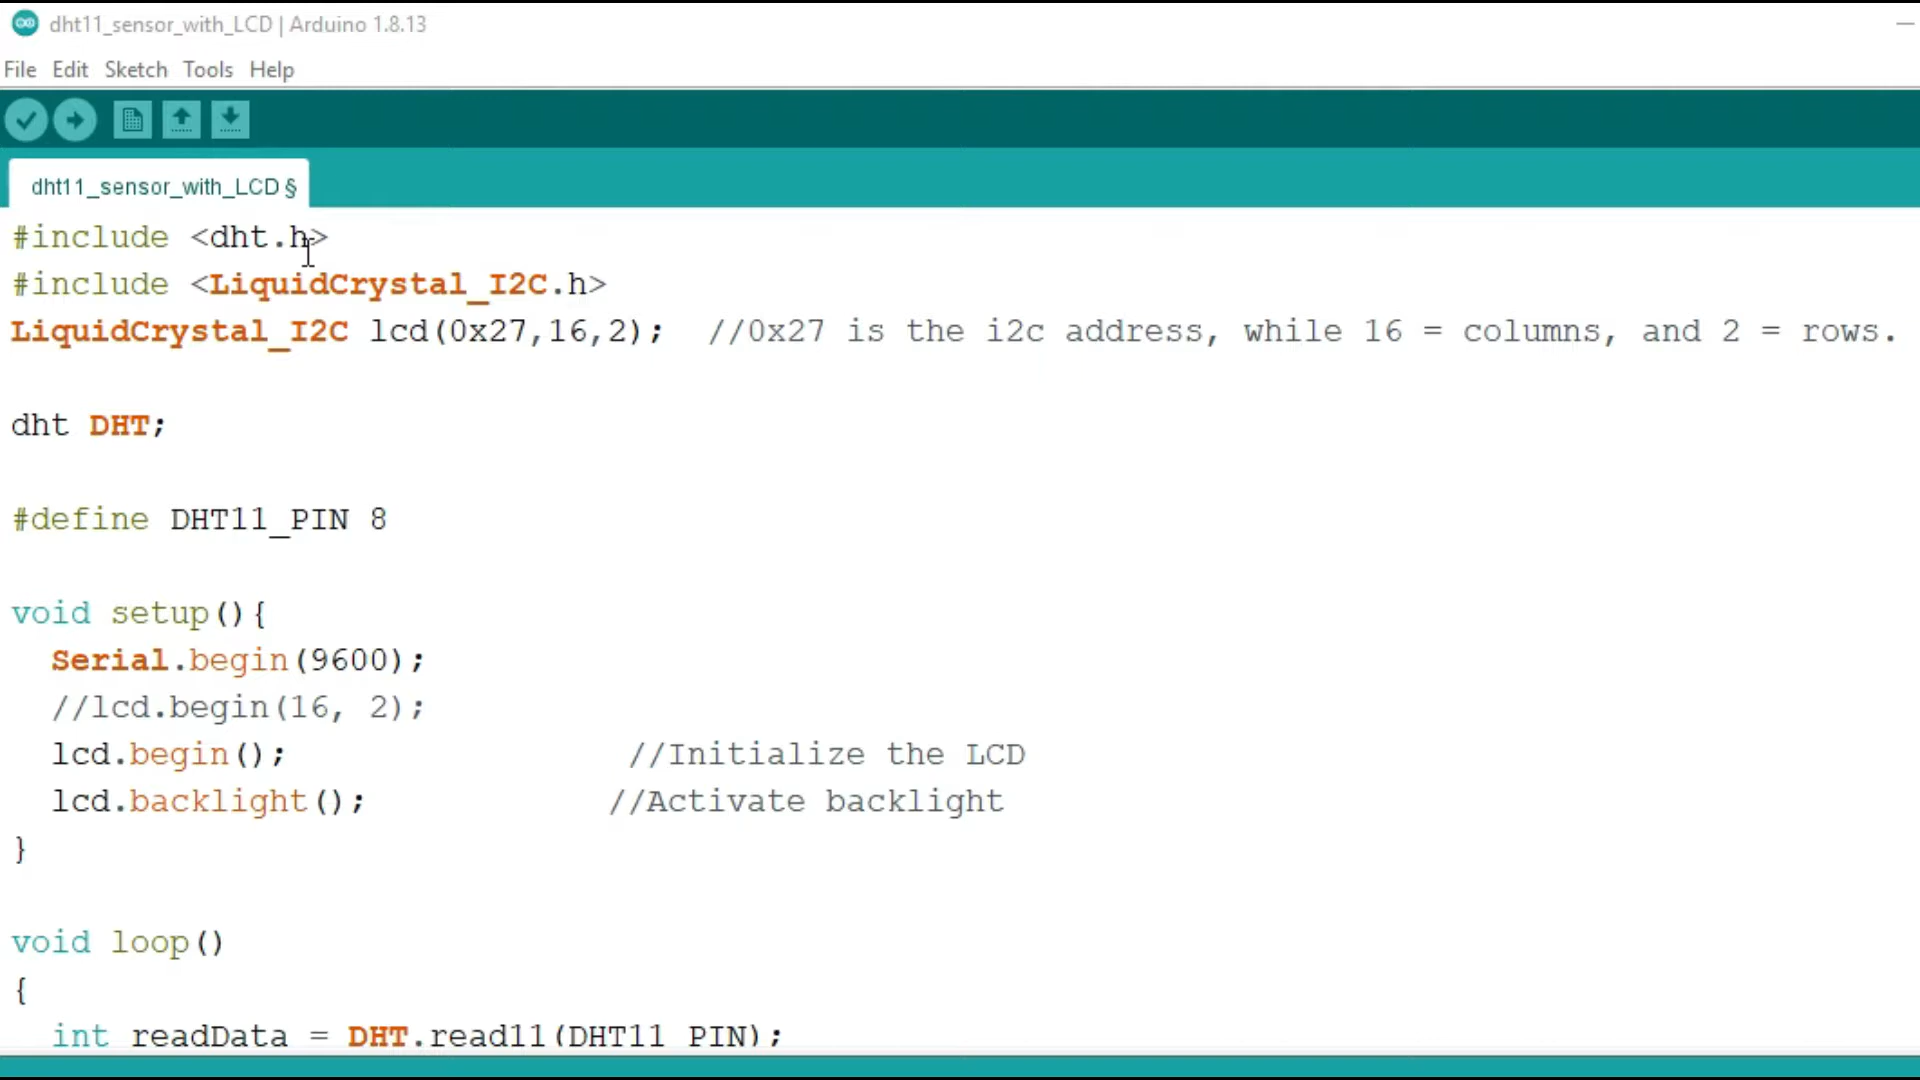 dht11_sensor_with_LCD | Arduino 1.8.13
File Edit Sketch Tools Help
dht11_sensor_with_LCD §
#include <dht.h>
#include <LiquidCrystal_I2C.h>
LiquidCrystal_I2C lcd(0x27,16,2);  //0x27 is the i2c address, while 16 = columns, and 2 = rows.
dht DHT;
#define DHT11_PIN 8
void setup(){
  Serial.begin(9600);
  //lcd.begin(16, 2);
  lcd.begin();                 //Initialize the LCD
  lcd.backlight();            //Activate backlight
}
void loop()
{
  int readData = DHT.read11(DHT11_PIN);